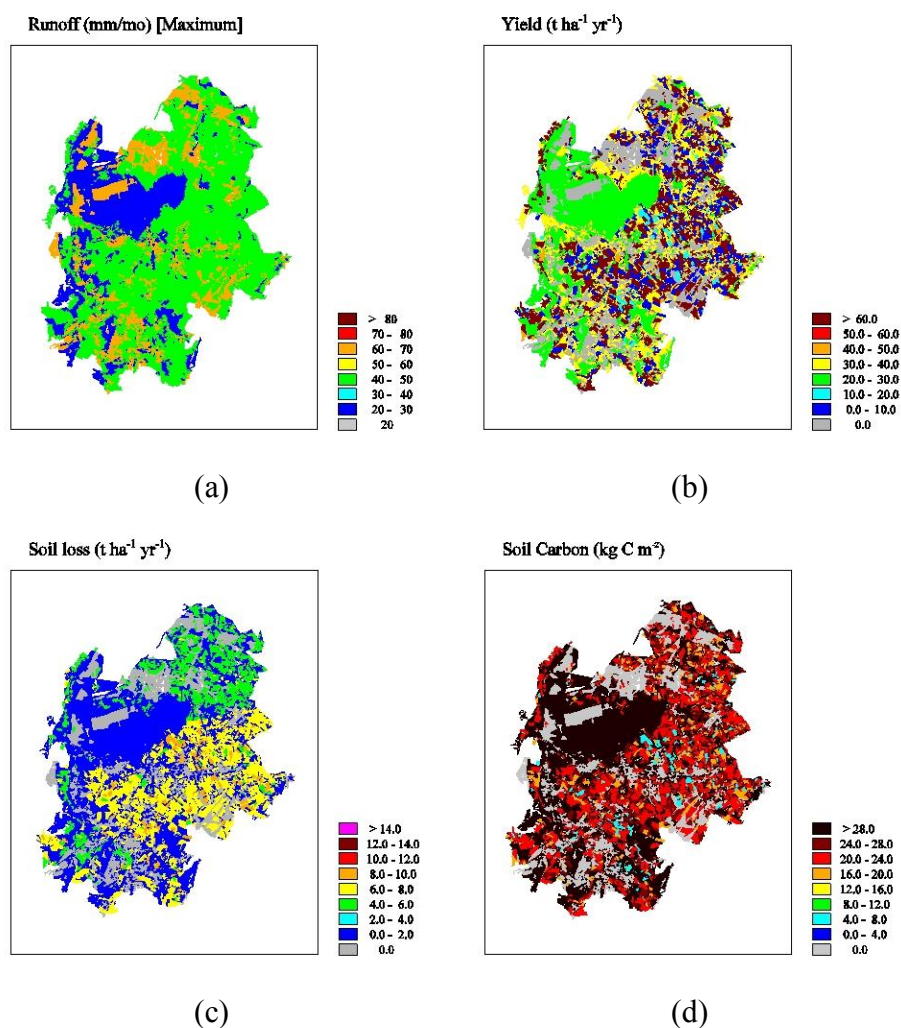 Runoff (mm/mo) [Maximum]
> 80
70 - 80
60 - 70
50 - 60
40 - 50
30 - 40
20 - 30
20
(a)
Yield (t ha⁻¹ yr⁻¹)
> 60.0
50.0 - 60.0
40.0 - 50.0
30.0 - 40.0
20.0 - 30.0
10.0 - 20.0
0.0 - 10.0
0.0
(b)
Soil loss (t ha⁻¹ yr⁻¹)
> 14.0
12.0 - 14.0
10.0 - 12.0
8.0 - 10.0
6.0 - 8.0
4.0 - 6.0
2.0 - 4.0
0.0 - 2.0
0.0
(c)
Soil Carbon (kg C m⁻²)
> 28.0
24.0 - 28.0
20.0 - 24.0
16.0 - 20.0
12.0 - 16.0
8.0 - 12.0
4.0 - 8.0
0.0 - 4.0
0.0
(d)